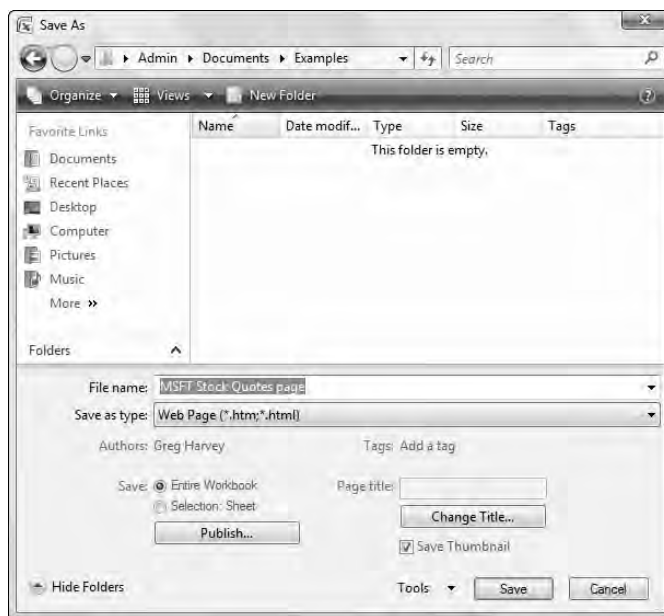 Save As
Admin ▸ Documents ▸ Examples
Search
Organize
Views
New Folder
Favorite Links
Documents
Recent Places
Desktop
Computer
Pictures
Music
More »
Folders
Name Date modif... Type Size Tags
This folder is empty.
File name: MSFT Stock Quotes page
Save as type: Web Page (*.htm;*.html)
Authors: Greg Harvey
Tags: Add a tag
Save: Entire Workbook
Selection: Sheet
Publish...
Page title:
Change Title...
Save Thumbnail
Hide Folders
Tools
Save
Cancel